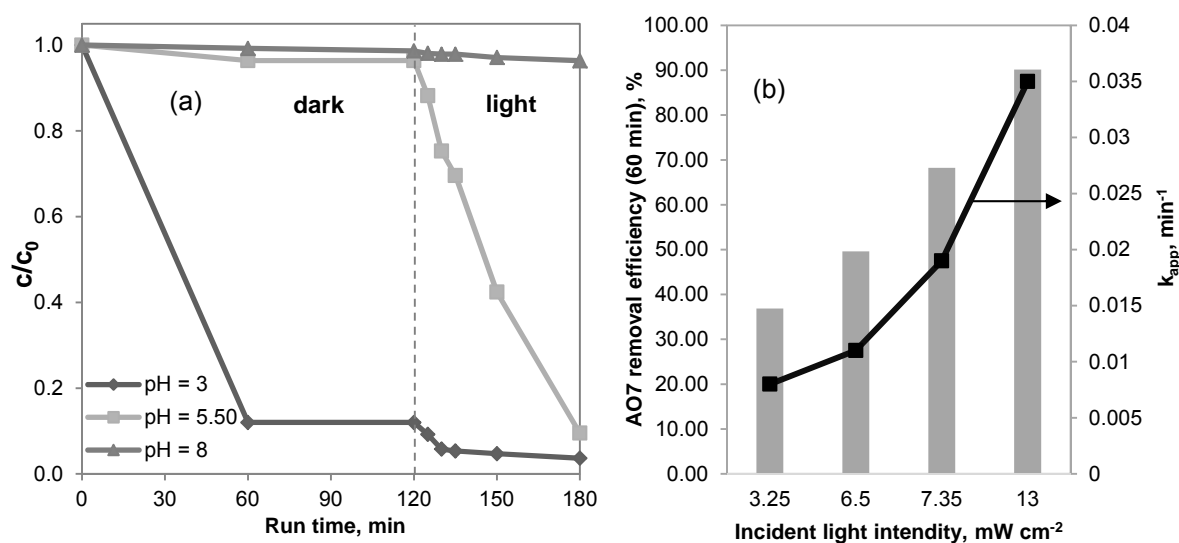 (a)
dark
light
c/c0
1.0
0.8
0.6
0.4
0.2
0.0
pH = 3
pH = 5.50
pH = 8
0 30 60 90 120 150 180
Run time, min
(b)
AO7 removal efficiency (60 min), %
100.00
90.00
80.00
70.00
60.00
50.00
40.00
30.00
20.00
10.00
0.00
0.04
0.035
0.03
0.025
0.02
0.015
0.01
0.005
0
kapp, min-1
3.25 6.5 7.35 13
Incident light intendity, mW cm-2